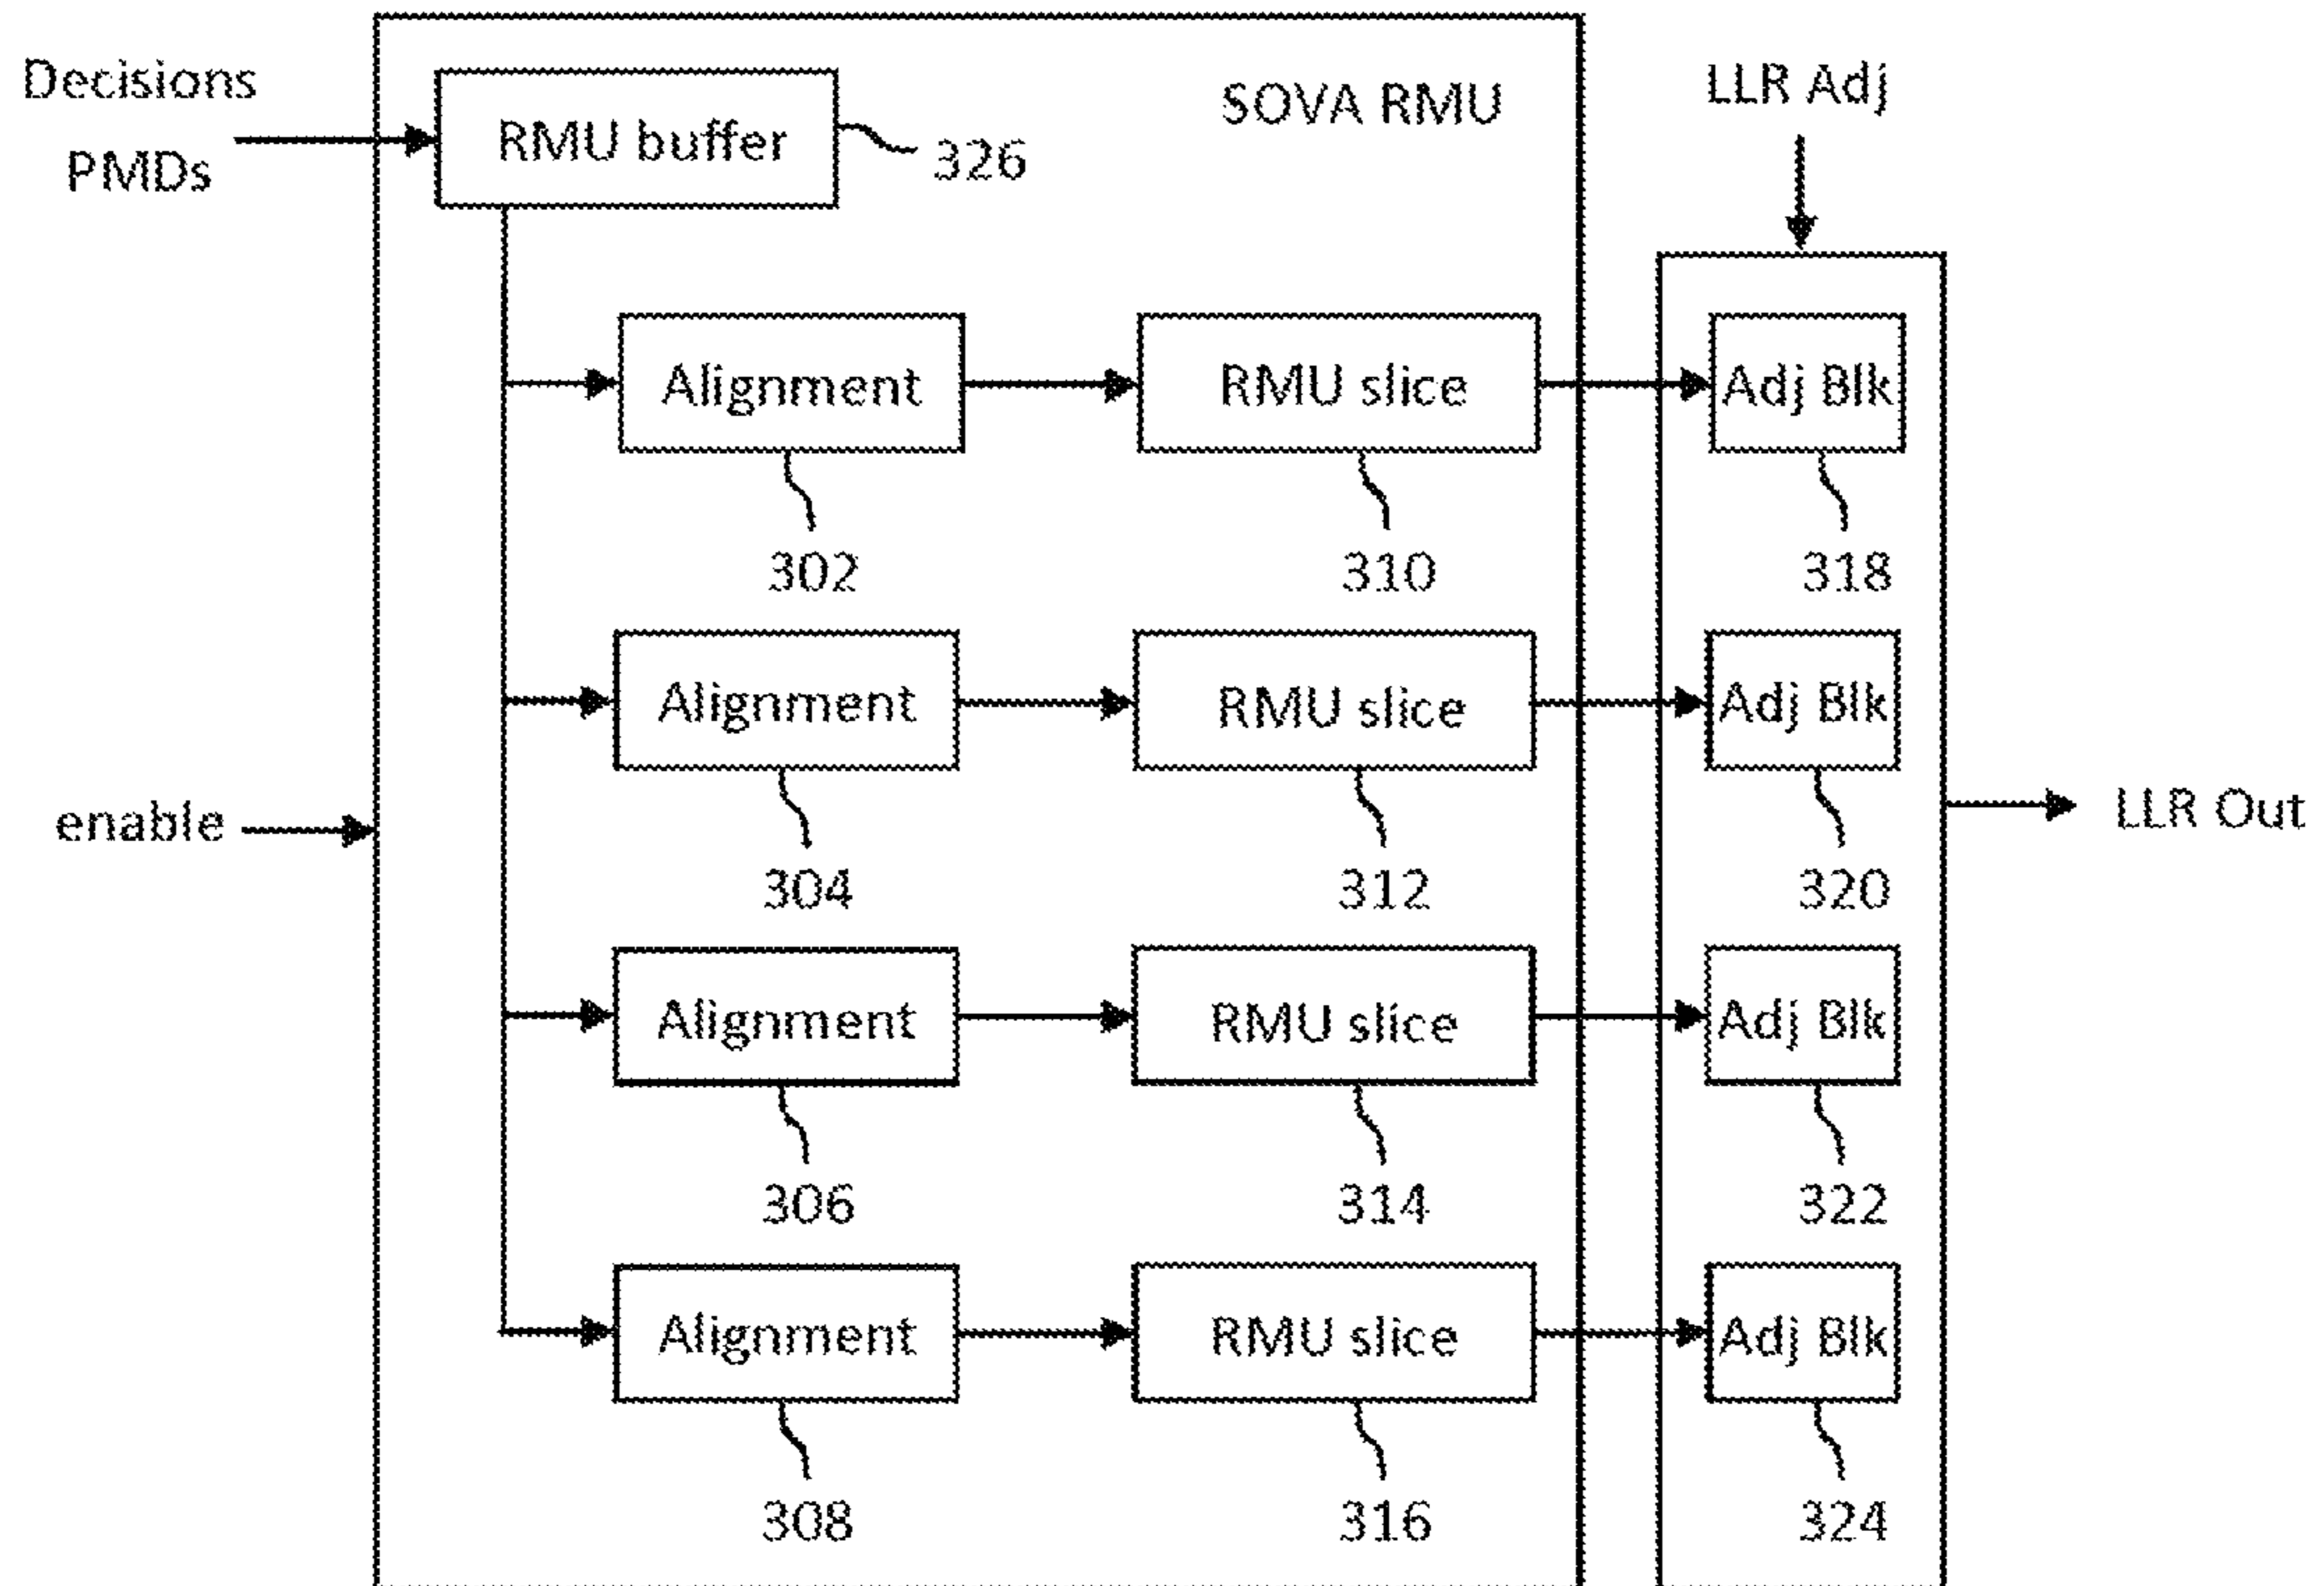 Decisions
PMDs
RMU buffer
326
SOVA RMU
LLR Adj
Alignment
RMU slice
Adj Blk
302
310
318
Alignment
RMU slice
Adj Blk
304
312
320
enable
LLR Out
Alignment
RMU slice
Adj Blk
306
314
322
Alignment
RMU slice
Adj Blk
308
316
324